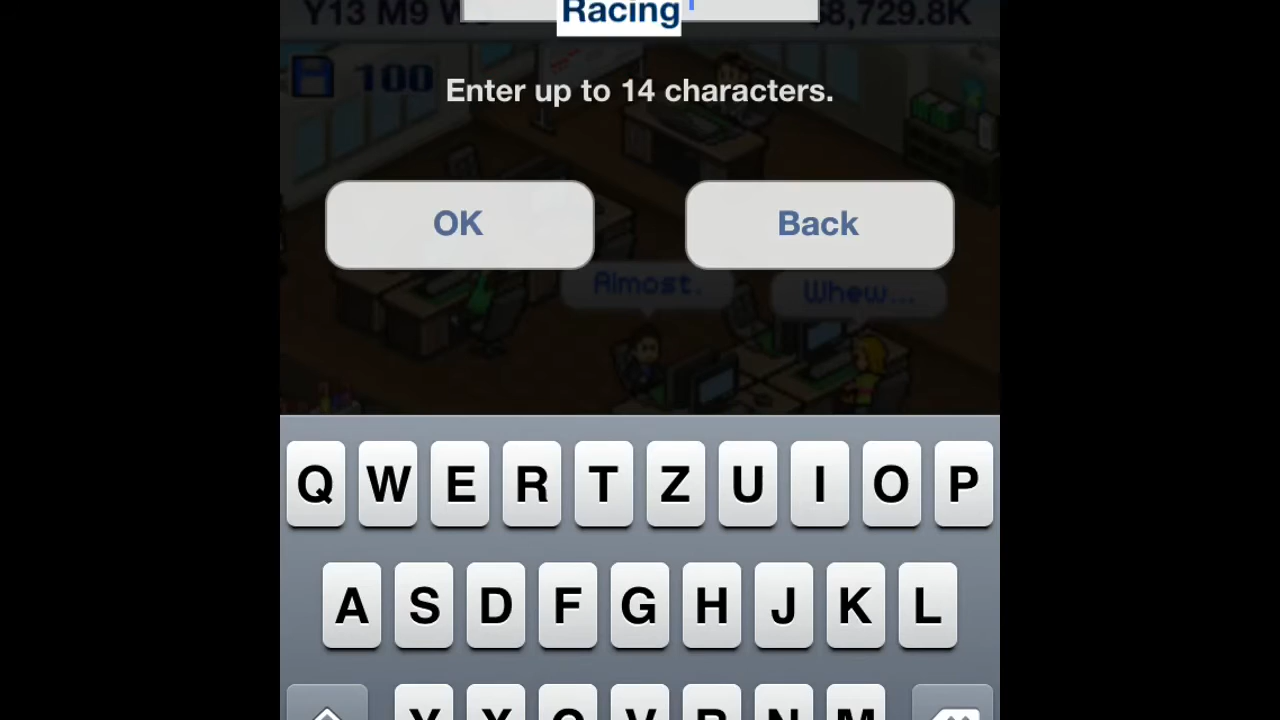 Racing
Y13 M9 W
8,729.8K
100
Enter up to 14 characters.
OK
Back
Almost.
Whew...
Q W E R T Z U I O P
A S D F G H J K L
Y X C V B N M